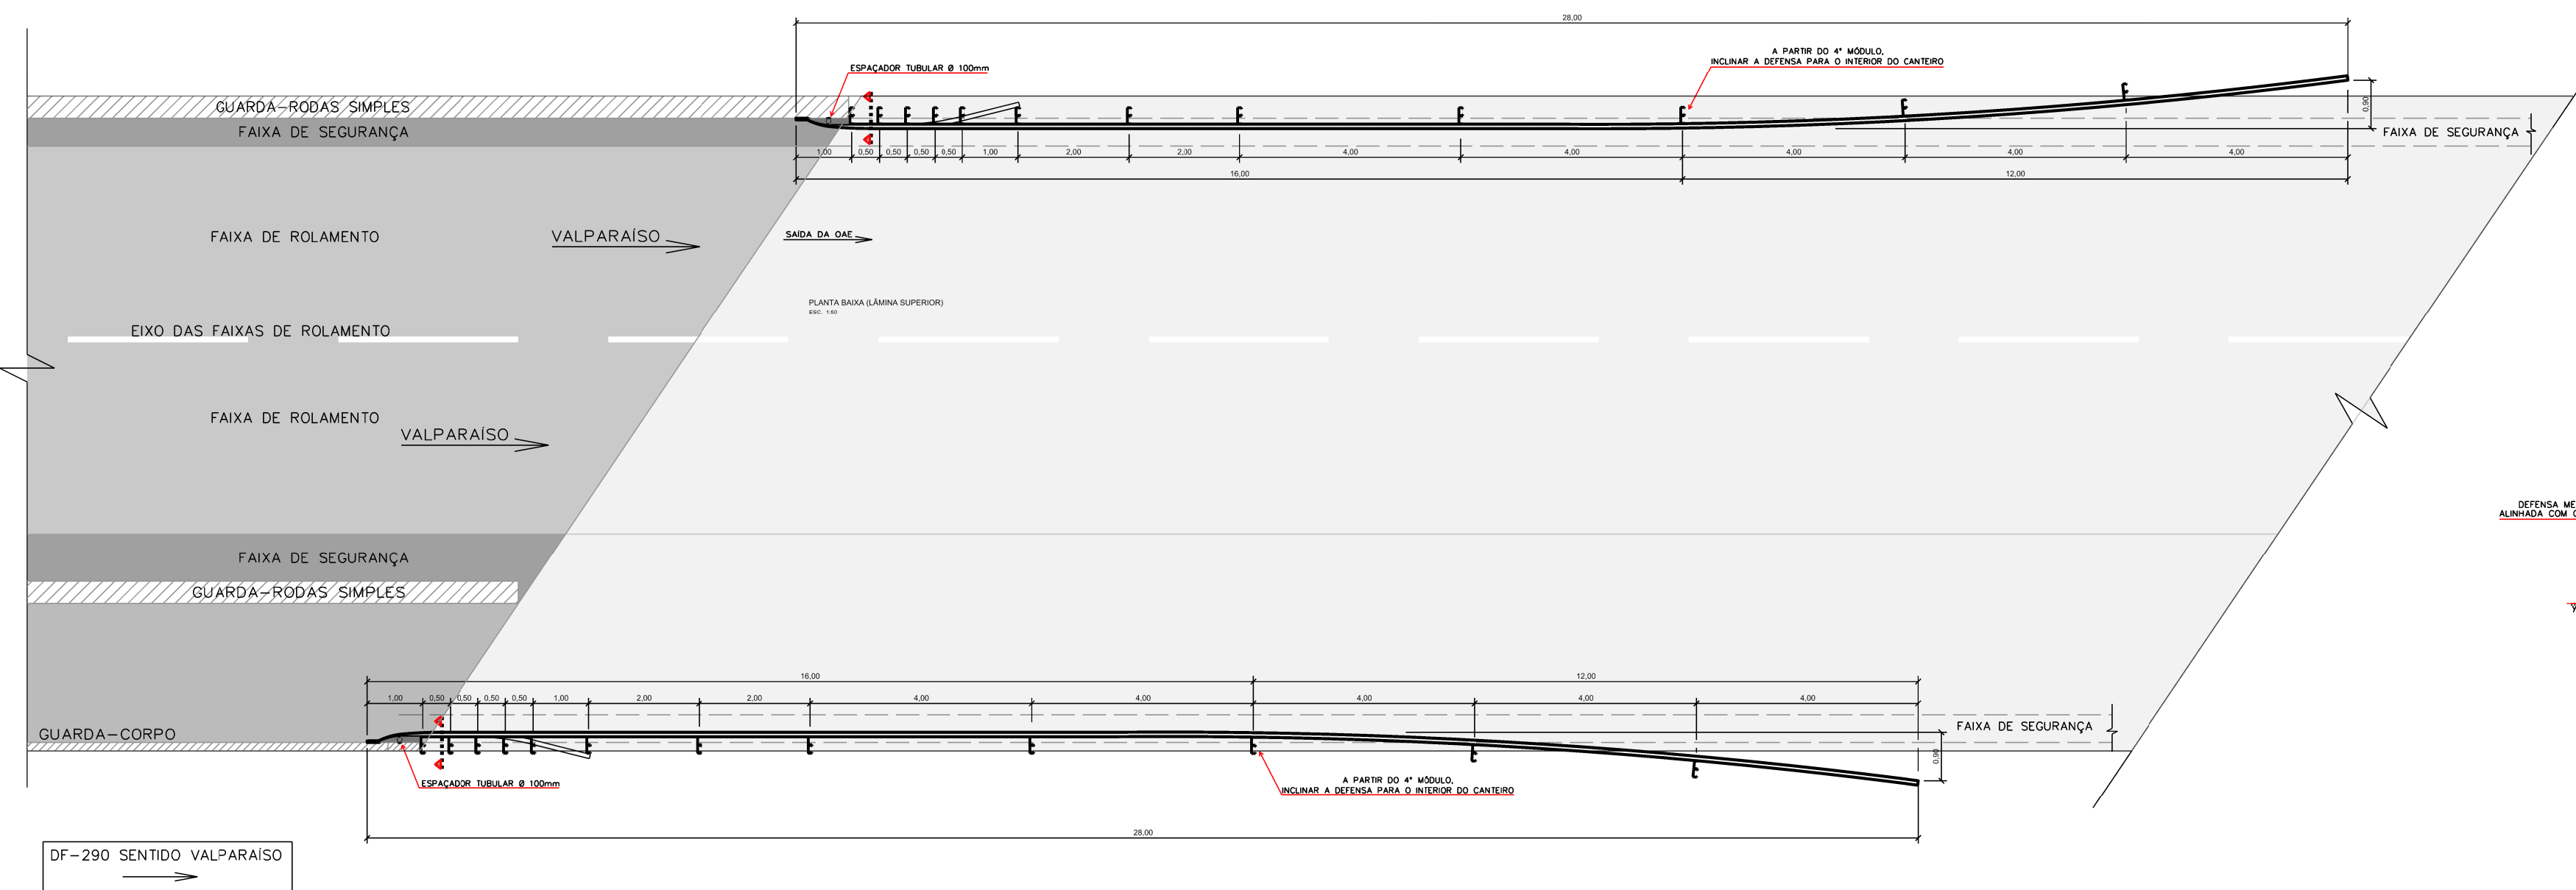 28,00
A PARTIR DO 4° MÓDULO,
INCLINAR A DEFENSA PARA O INTERIOR DO CANTEIRO
ESPAÇADOR TUBULAR Ø 100mm
GUARDA-RODAS SIMPLES
FAIXA DE SEGURANÇA
0,90
FAIXA DE SEGURANÇA
1,00 0,50 0,50 0,50 0,50 1,00 2,00 2,00 4,00 4,00 4,00 4,00 4,00
16,00 12,00
FAIXA DE ROLAMENTO
VALPARAÍSO
SAÍDA DA OAE
PLANTA BAIXA (LÂMINA SUPERIOR)
ESC. 1:50
EIXO DAS FAIXAS DE ROLAMENTO
FAIXA DE ROLAMENTO
VALPARAÍSO
DEFENSA ME
ALINHADA COM
FAIXA DE SEGURANÇA
GUARDA-RODAS SIMPLES
16,00 12,00
1,00 0,50 0,50 0,50 0,50 1,00 2,00 2,00 4,00 4,00 4,00 4,00 4,00
FAIXA DE SEGURANÇA
GUARDA-CORPO
0,90
ESPAÇADOR TUBULAR Ø 100mm
A PARTIR DO 4° MÓDULO,
INCLINAR A DEFENSA PARA O INTERIOR DO CANTEIRO
28,00
DF-290 SENTIDO VALPARAÍSO